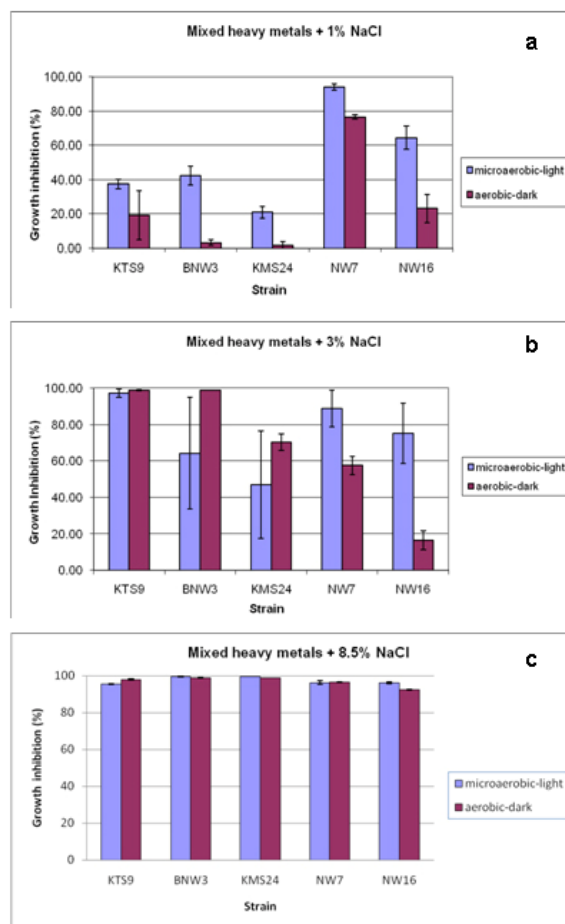 Mixed heavy metals + 1% NaCl
a
Growth inhibition (%)
100.00
80.00
60.00
40.00
20.00
0.00
KTS9 BNW3 KMS24 NW7 NW16
Strain
microaerobic-light
aerobic-dark
Mixed heavy metals + 3% NaCl
b
Growth Inhibition (%)
100.00
80.00
60.00
40.00
20.00
0.00
KTS9 BNW3 KMS24 NW7 NW16
Strain
microaerobic-light
aerobic-dark
Mixed heavy metals + 8.5% NaCl
c
Growth inhibition (%)
100
80
60
40
20
0
KTS9 BNW3 KMS24 NW7 NW16
Strain
microaerobic-light
aerobic-dark